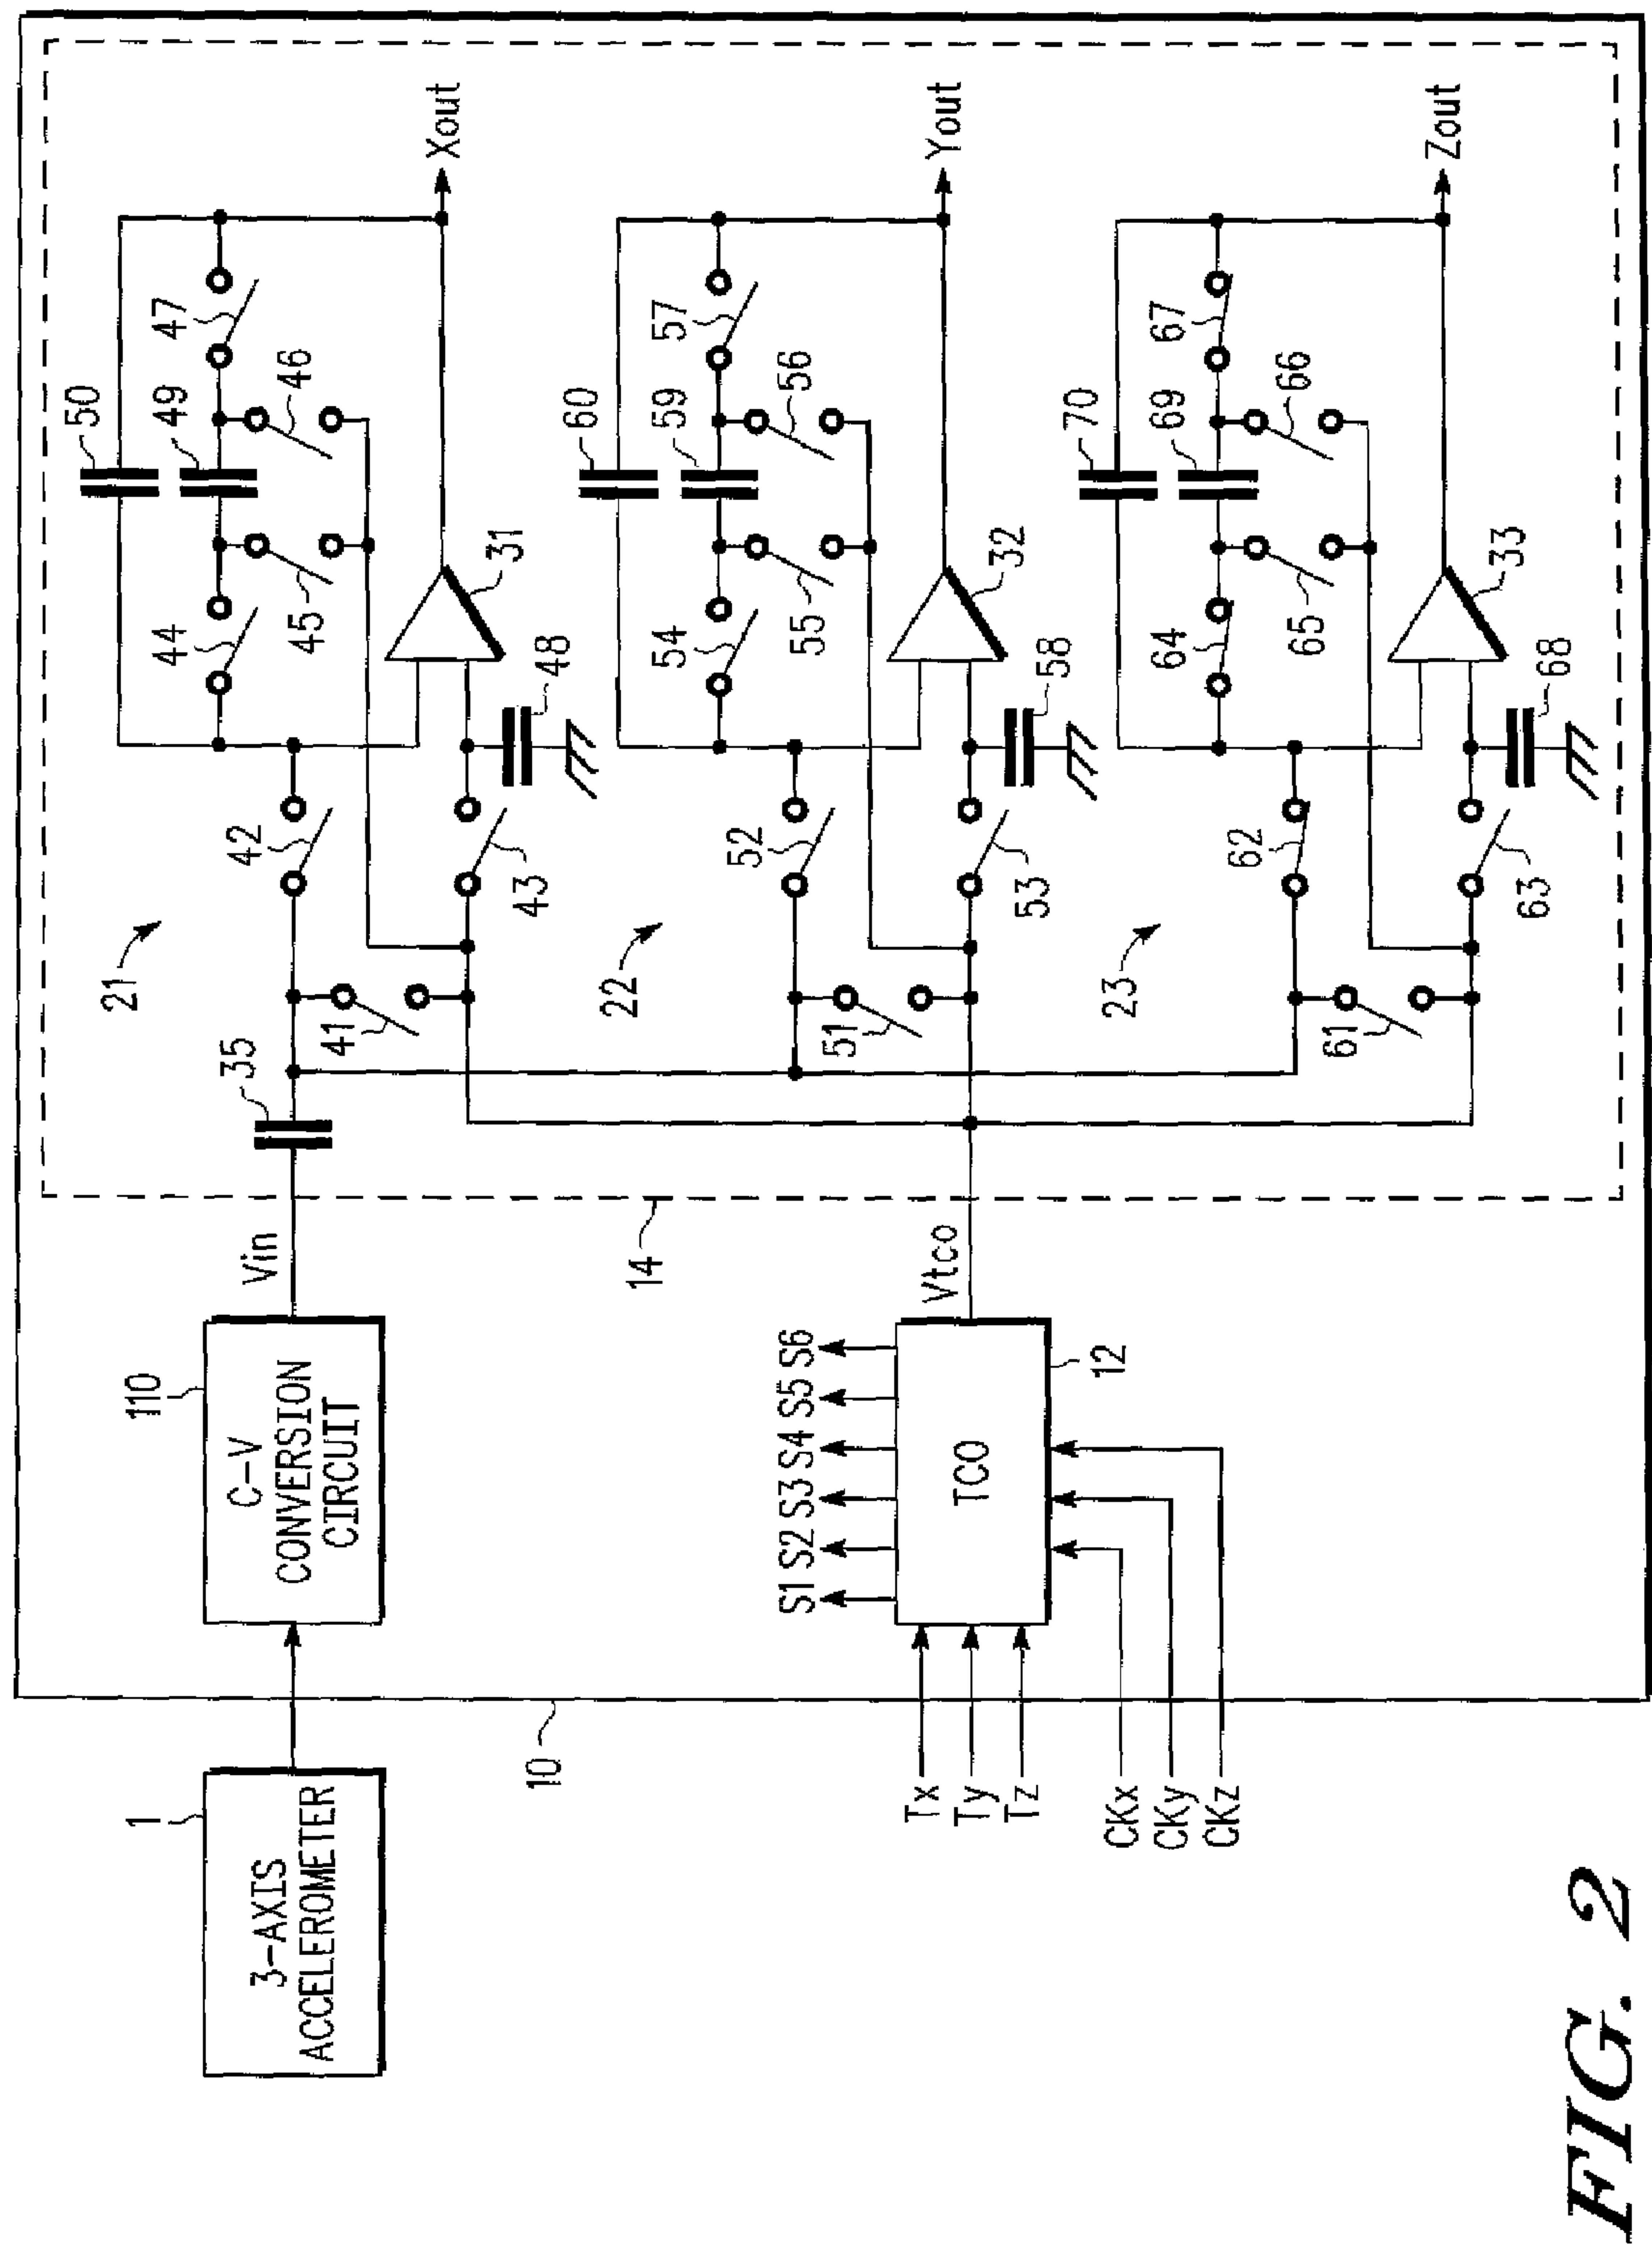 1
3-AXIS
ACCELEROMETER
10
110
C-V
CONVERSION
CIRCUIT
Vin
14
35
21
41
42
43
44
45
46
47
48
49
50
31
Xout
22
51
52
53
54
55
56
57
58
59
60
32
Yout
23
61
62
63
64
65
66
67
68
69
70
33
Zout
S1 S2 S3 S4 S5 S6
TCO
12
Vtco
Tx
Ty
Tz
CKx
CKy
CKz
FIG. 2